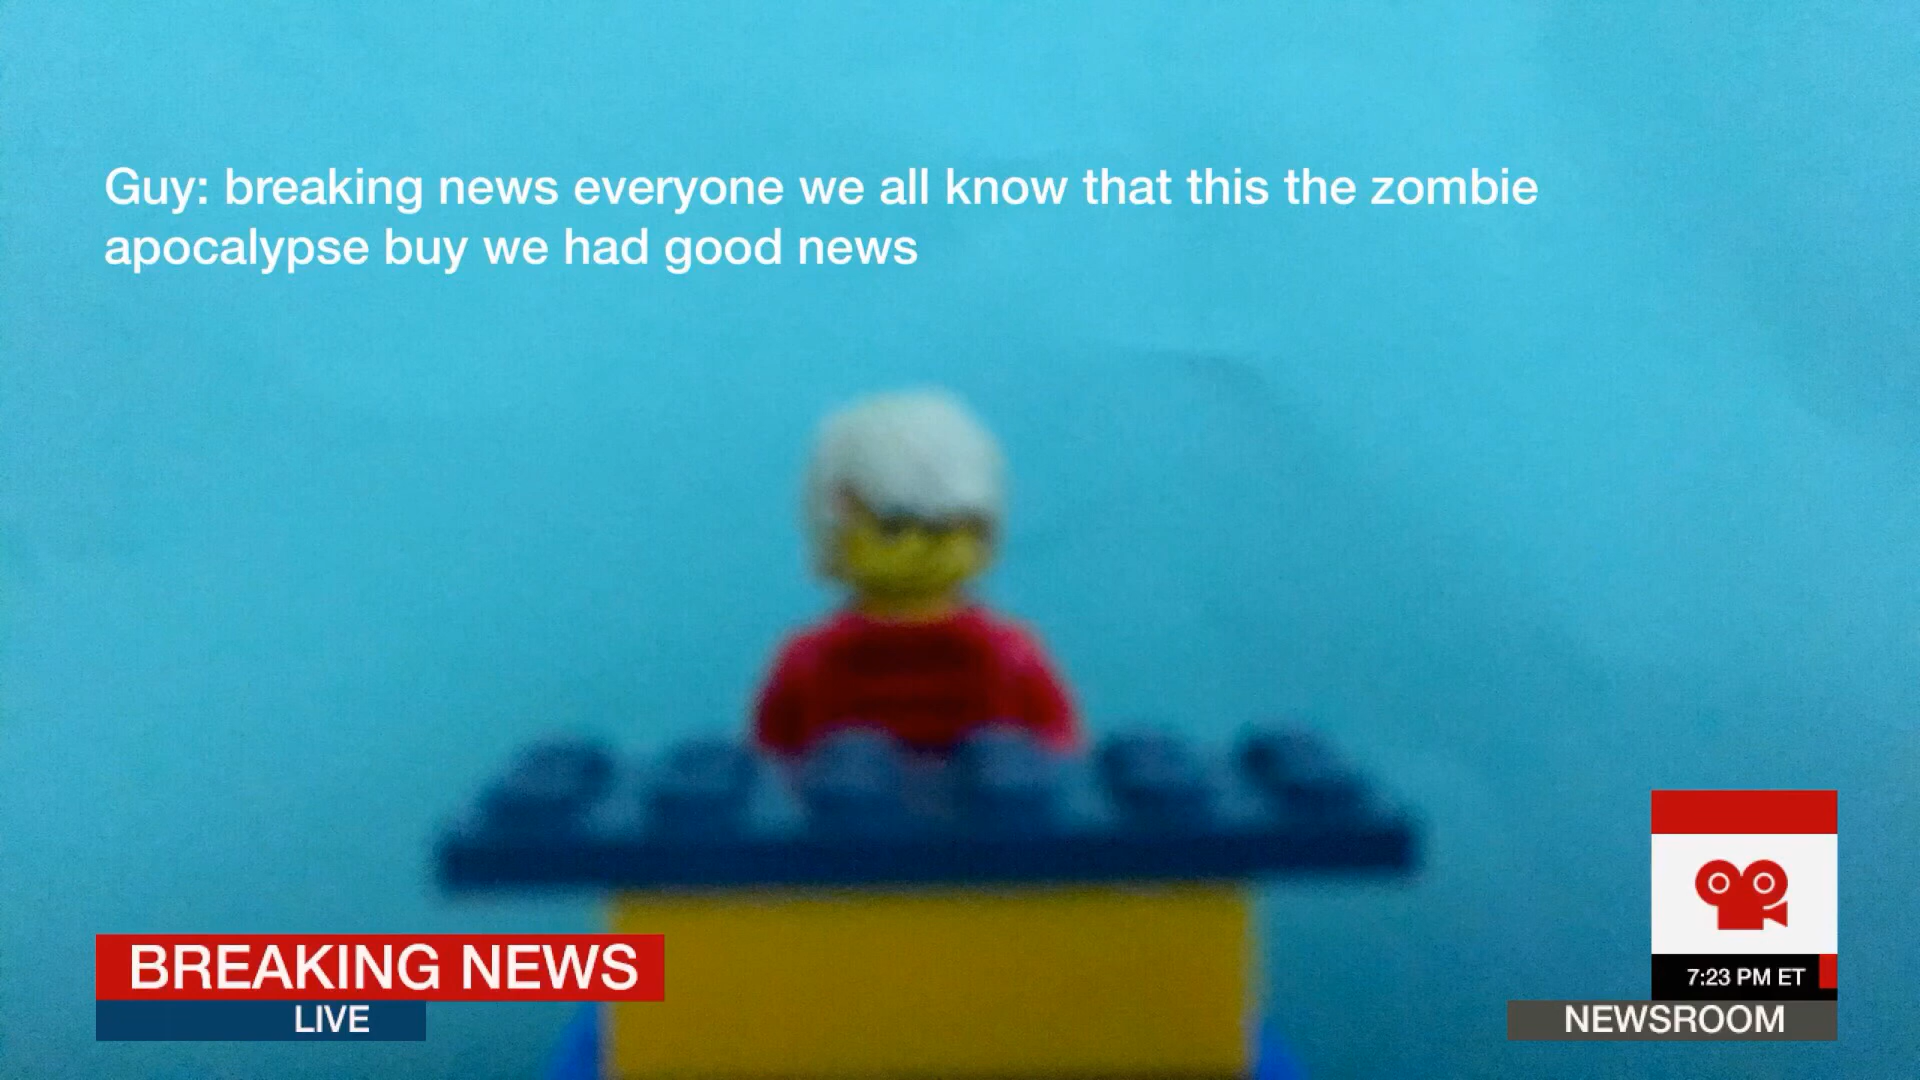 Guy: breaking news everyone we all know that this the zombie
apocalypse buy we had good news
BREAKING NEWS
LIVE
7:23 PM ET
NEWSROOM